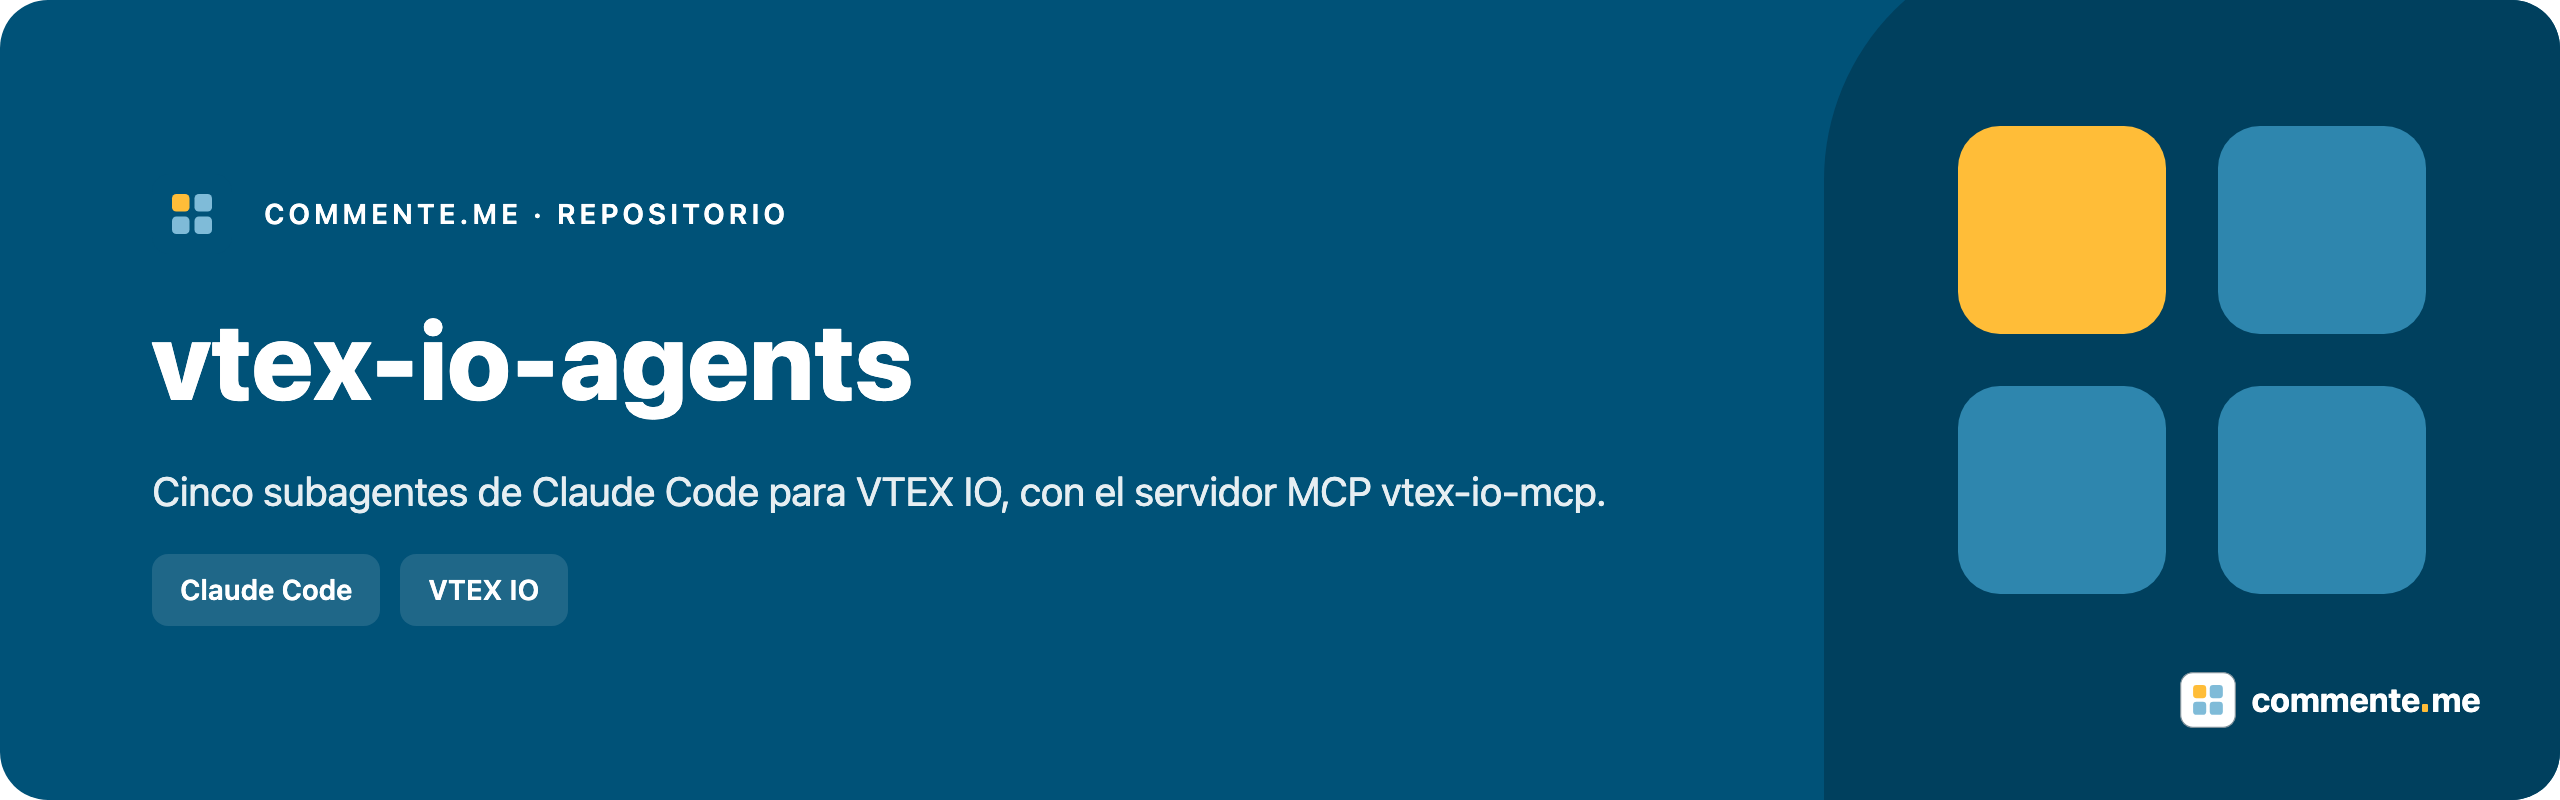 COMMENTE.ME · REPOSITORIO
vtex-io-agents
Cinco subagentes de Claude Code para VTEX IO, con el servidor MCP vtex-io-mcp.
Claude Code
VTEX IO
commente.me